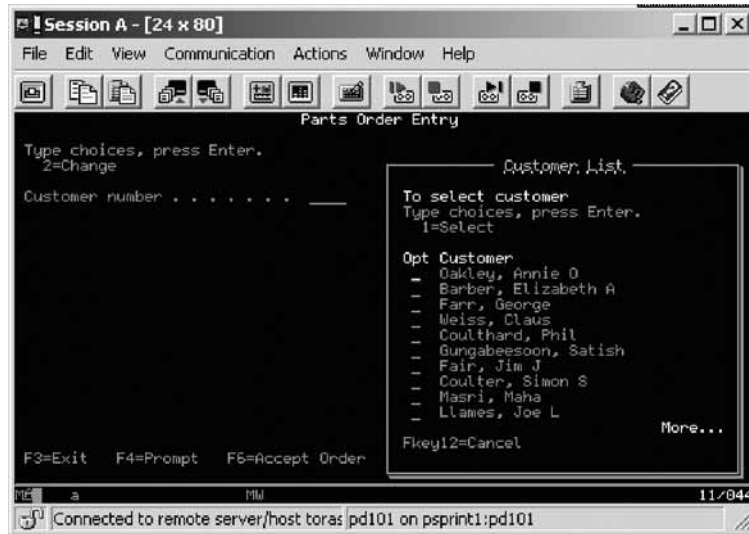 Session A - [24 x 80]
File Edit View Communication Actions Window Help
Parts Order Entry
Type choices, press Enter.
2=Change
Customer number . . . . . . .
Customer List
To select customer
Type choices, press Enter.
1=Select
Opt Customer
_ Oakley, Annie O
_ Barber, Elizabeth A
_ Farr, George
_ Weiss, Claus
_ Coulthard, Phil
_ Gungabeesoon, Satish
_ Fair, Jim J
_ Coulter, Simon S
_ Masri, Maha
_ Llames, Joe L
More...
Fkey12=Cancel
F3=Exit F4=Prompt F6=Accept Order
a MW 11/044
Connected to remote server/host toras pd101 on psprint1:pd101